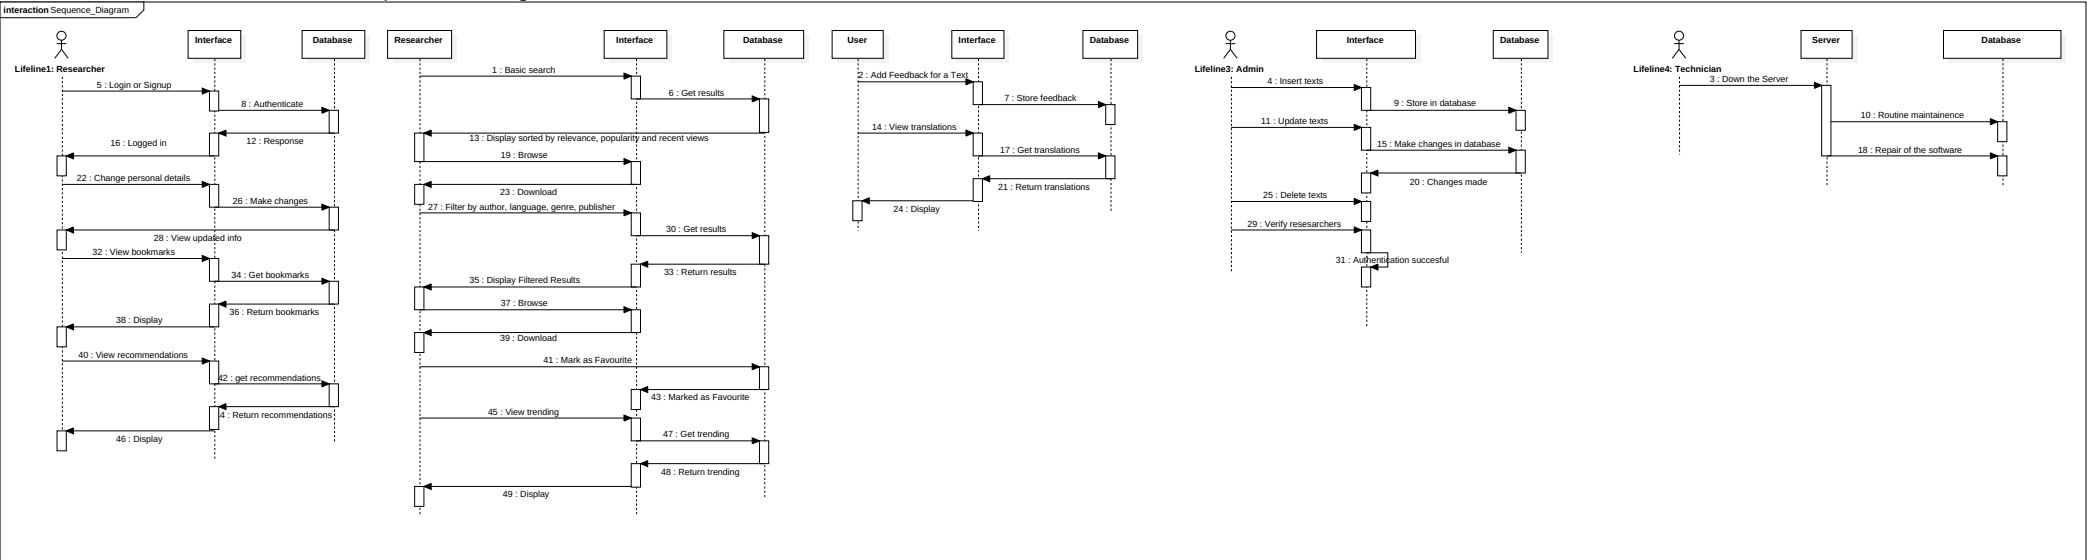 interaction Sequence_Diagram
Lifeline1: Researcher
Interface
Database
5 : Login or Signup
8 : Authenticate
12 : Response
16 : Logged in
22 : Change personal details
26 : Make changes
28 : View updated info
32 : View bookmarks
34 : Get bookmarks
36 : Return bookmarks
38 : Display
40 : View recommendations
42 : get recommendations
4 : Return recommendations
46 : Display
Researcher
Interface
Database
1 : Basic search
6 : Get results
13 : Display sorted by relevance, popularity and recent views
19 : Browse
23 : Download
27 : Filter by author, language, genre, publisher
30 : Get results
33 : Return results
35 : Display Filtered Results
37 : Browse
39 : Download
41 : Mark as Favourite
43 : Marked as Favourite
45 : View trending
47 : Get trending
48 : Return trending
49 : Display
User
Interface
Database
2 : Add Feedback for a Text
7 : Store feedback
14 : View translations
17 : Get translations
21 : Return translations
24 : Display
Lifeline3: Admin
Interface
Database
4 : Insert texts
9 : Store in database
11 : Update texts
15 : Make changes in database
20 : Changes made
25 : Delete texts
29 : Verify resesarchers
31 : Authentication succesful
Lifeline4: Technician
Server
Database
3 : Down the Server
10 : Routine maintainence
18 : Repair of the software